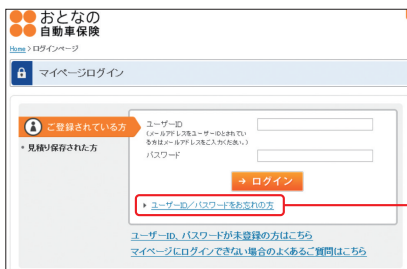 おとなの
自動車保険
Home > ログインページ
マイページログイン
ご登録されている方
・見積り保存された方
ユーザーID
(メールアドレスをユーザーIDとされてい
る方はメールアドレスをご入力ください。)
パスワード
→ ログイン
ユーザーID/パスワードをお忘れの方
ユーザーID、パスワードが未登録の方はこちら
マイページにログインできない場合のよくあるご質問はこちら